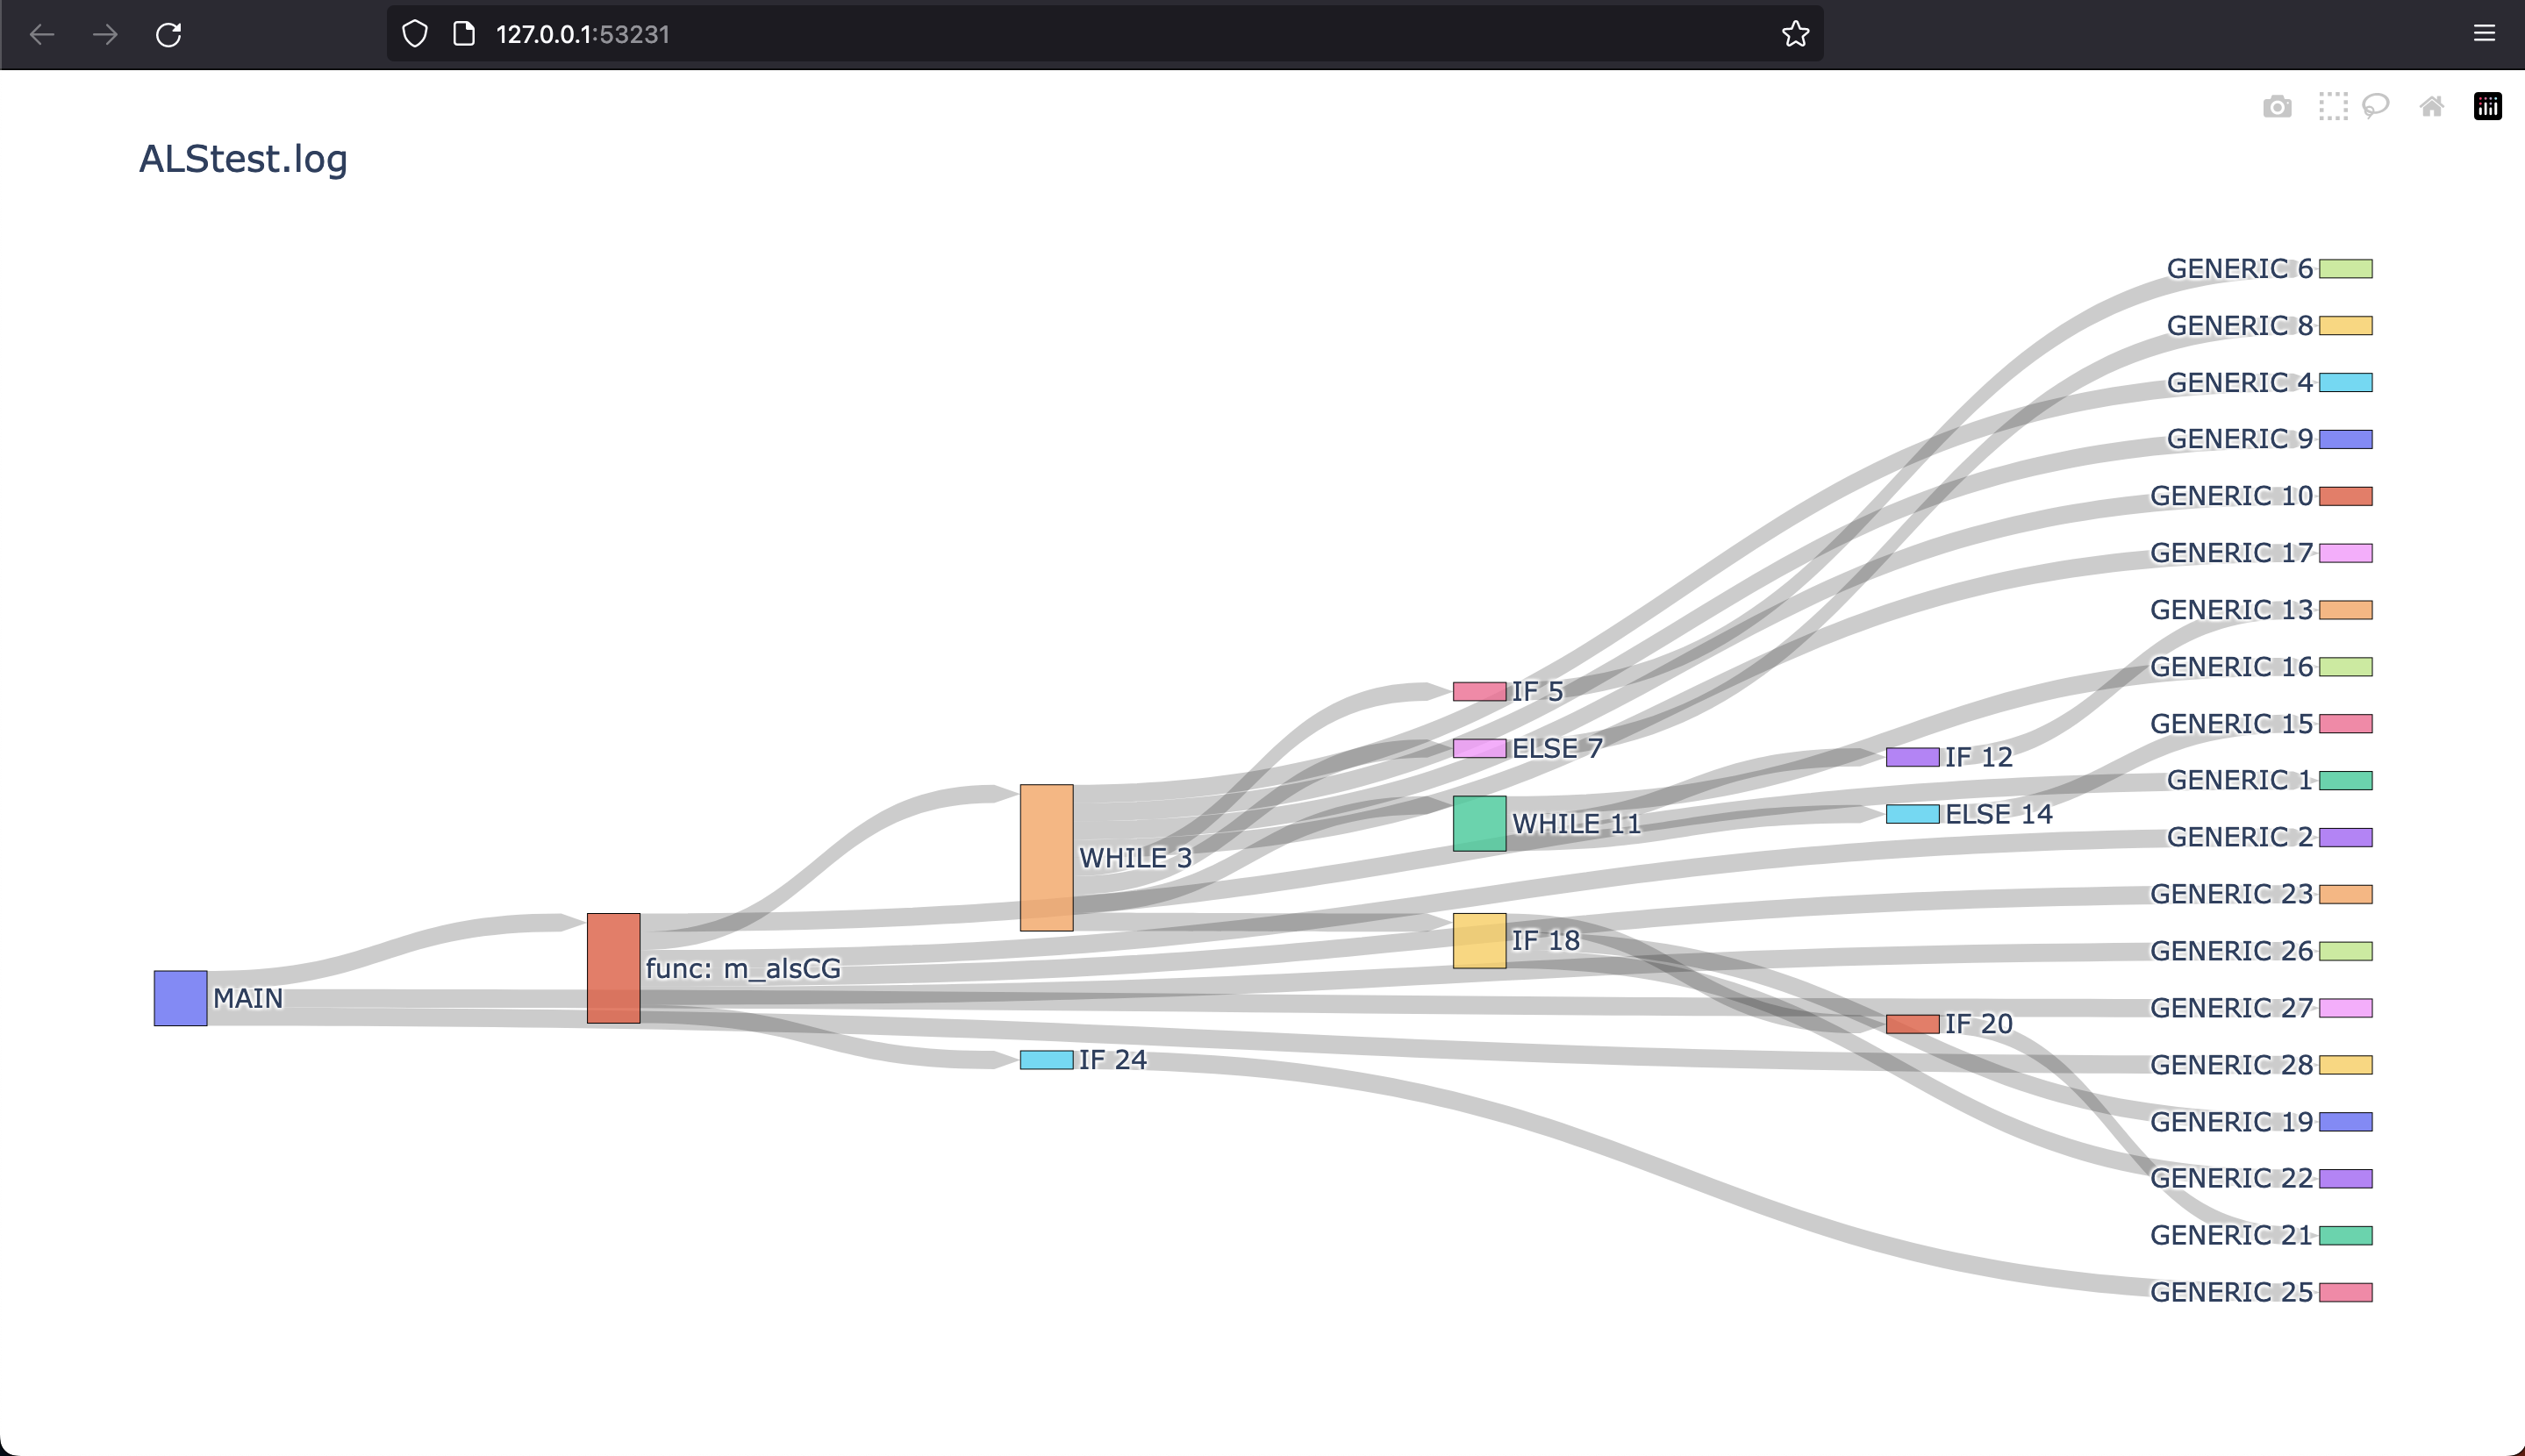 127.0.0.1:53231
ALStest.log
GENERIC 6
GENERIC 8
GENERIC 4
GENERIC 9
GENERIC 10
GENERIC 17
GENERIC 13
GENERIC 16
IF 5
GENERIC 15
ELSE 7
IF 12
GENERIC 1
ELSE 14
WHILE 11
GENERIC 2
WHILE 3
GENERIC 23
IF 18
GENERIC 26
func: m_alsCG
MAIN
GENERIC 27
IF 20
IF 24
GENERIC 28
GENERIC 19
GENERIC 22
GENERIC 21
GENERIC 25